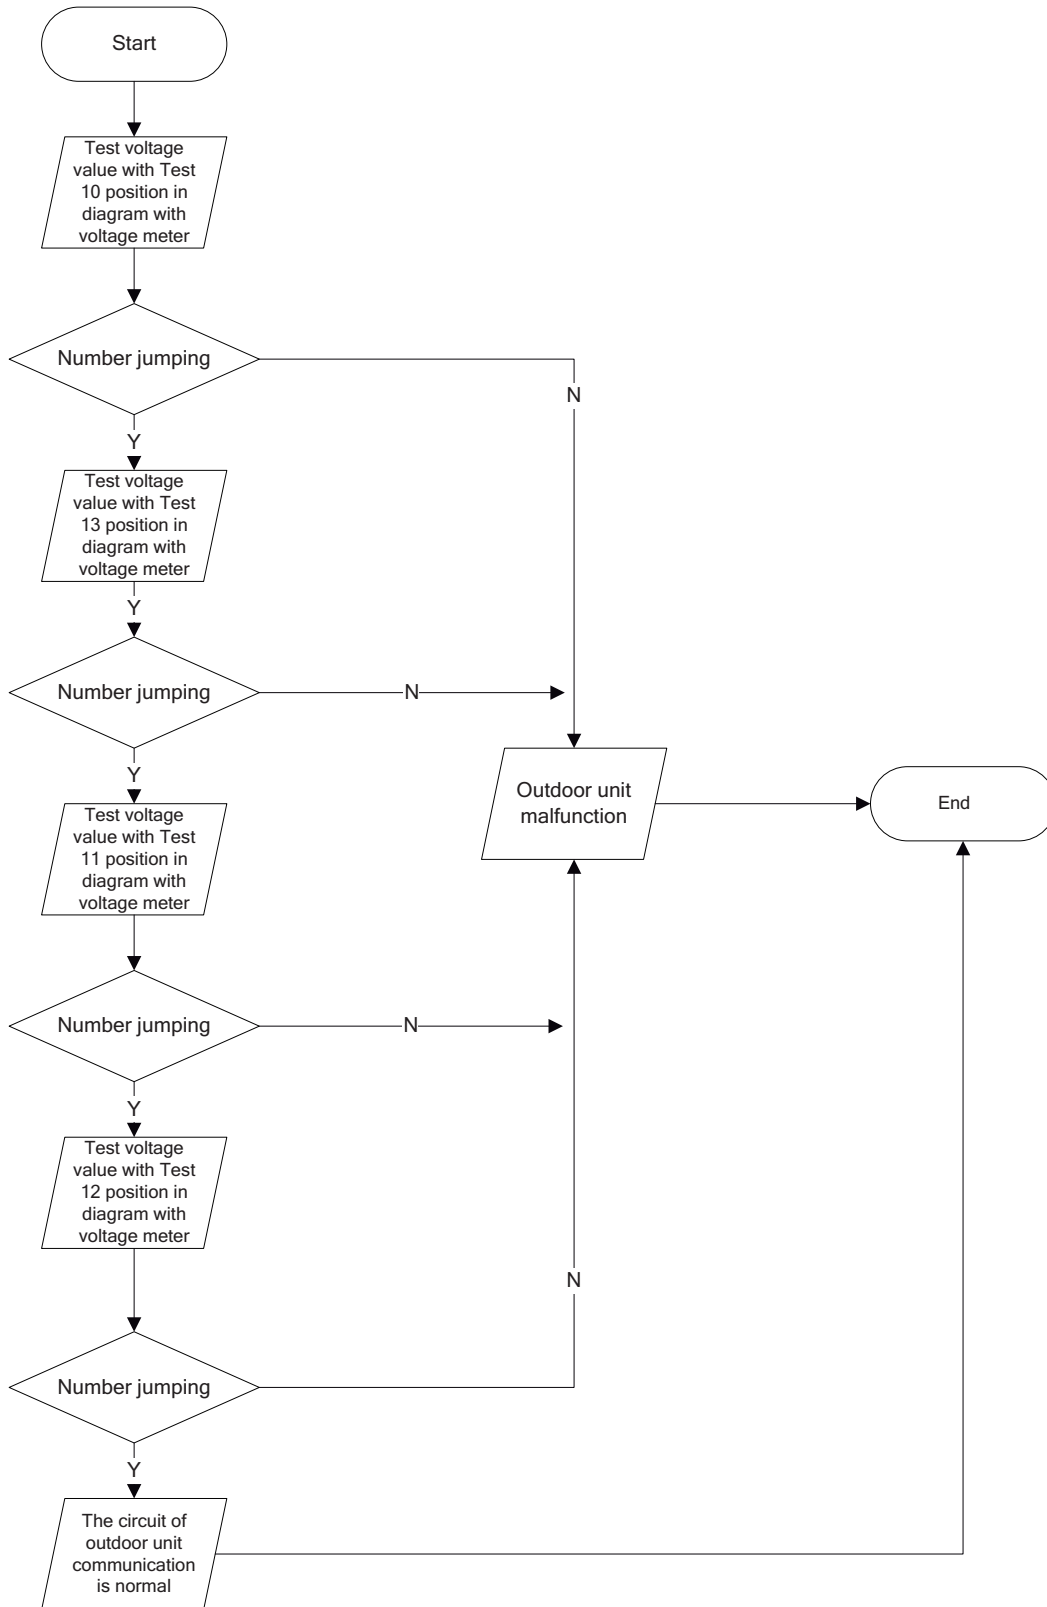 Start
Test voltage
value with Test
10 position in
diagram with
voltage meter
Number jumping
N
Y
Test voltage
value with Test
13 position in
diagram with
voltage meter
Y
Number jumping
N
Y
Outdoor unit
malfunction
End
Test voltage
value with Test
11 position in
diagram with
voltage meter
Number jumping
N
Y
Test voltage
value with Test
12 position in
diagram with
voltage meter
N
Number jumping
Y
The circuit of
outdoor unit
communication
is normal